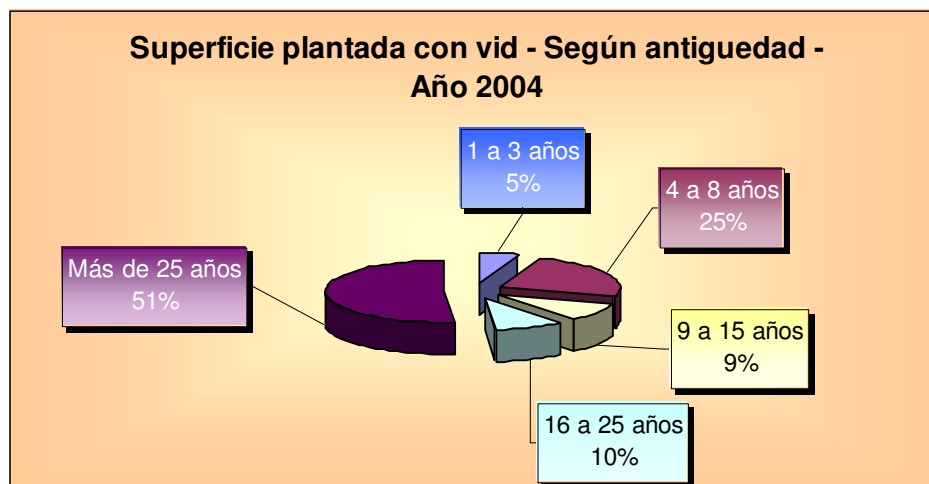 Superficie plantada con vid - Según antiguedad -
Año 2004
1 a 3 años
5%
4 a 8 años
25%
Más de 25 años
51%
9 a 15 años
9%
16 a 25 años
10%